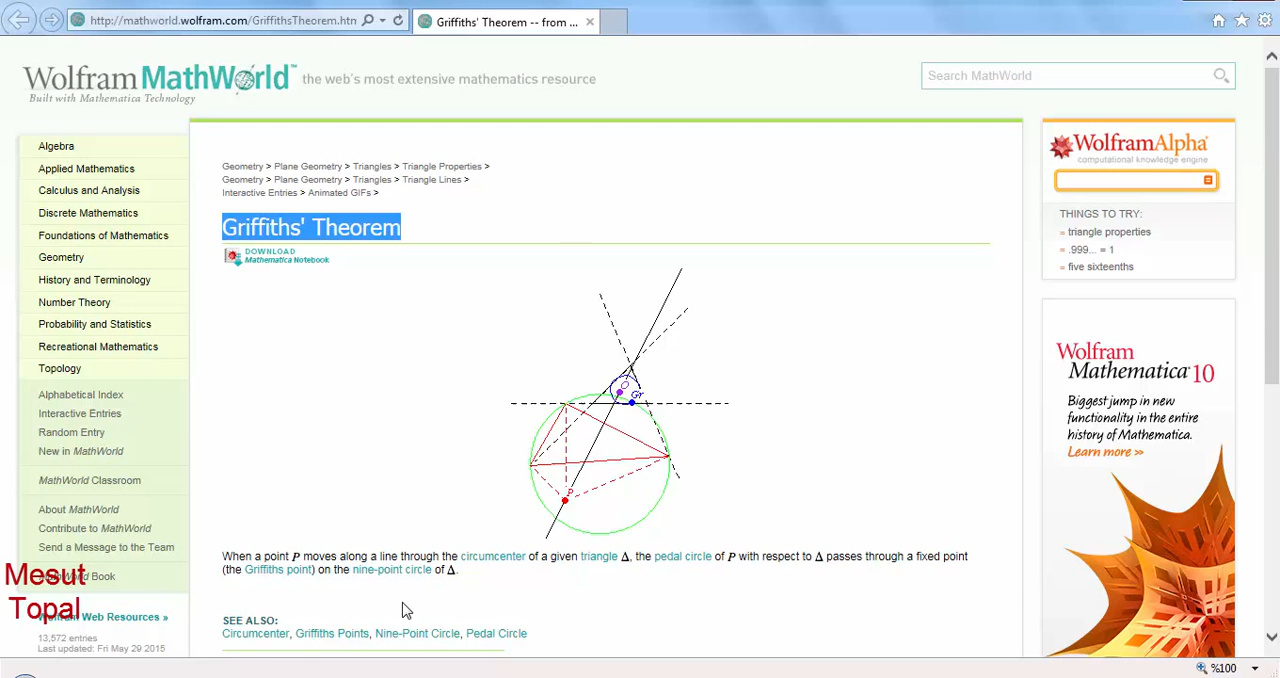 http://mathworld.wolfram.com/GriffithsTheorem.htm
Griffiths' Theorem -- from ...
Wolfram MathWorld™ the web's most extensive mathematics resource
Built with Mathematica Technology
Search MathWorld
Algebra
Applied Mathematics
Calculus and Analysis
Discrete Mathematics
Foundations of Mathematics
Geometry
History and Terminology
Number Theory
Probability and Statistics
Recreational Mathematics
Topology
Alphabetical Index
Interactive Entries
Random Entry
New in MathWorld
MathWorld Classroom
About MathWorld
Contribute to MathWorld
Send a Message to the Team
Book
Mesut
Topal
Web Resources »
13,572 entries
Last updated: Fri May 29 2015
Geometry > Plane Geometry > Triangles > Triangle Properties >
Geometry > Plane Geometry > Triangles > Triangle Lines >
Interactive Entries > Animated GIFs >
Griffiths' Theorem
DOWNLOAD
Mathematica Notebook
O
Gr
P
When a point P moves along a line through the circumcenter of a given triangle Δ, the pedal circle of P with respect to Δ passes through a fixed point
(the Griffiths point) on the nine-point circle of Δ.
SEE ALSO:
Circumcenter, Griffiths Points, Nine-Point Circle, Pedal Circle
WolframAlpha
computational knowledge engine
THINGS TO TRY:
» triangle properties
» .999... = 1
» five sixteenths
Wolfram
Mathematica 10
Biggest jump in new
functionality in the entire
history of Mathematica.
Learn more »
%100